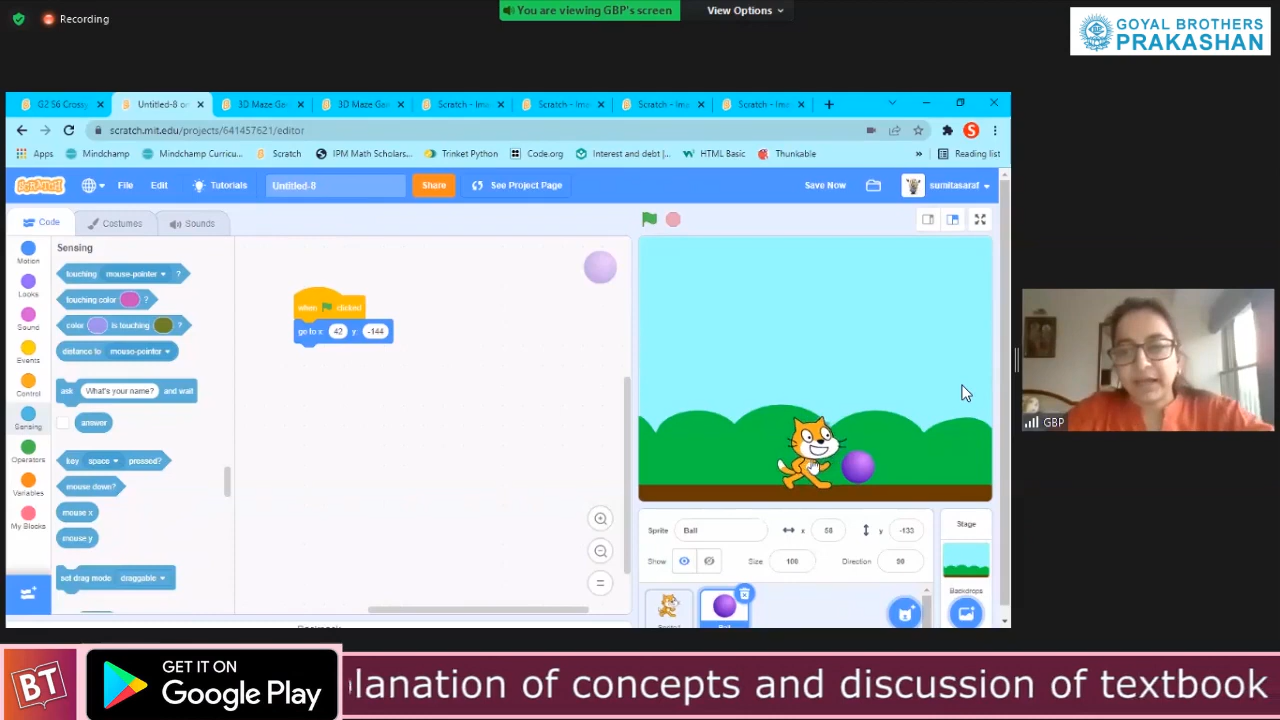 Recording
You are viewing GBP's screen
View Options
GOYAL BROTHERS
PRAKASHAN
G2 S6 Crossy
Untitled-8 on
3D Maze Gam
3D Maze Gam
Scratch - Ima
Scratch - Ima
Scratch - Ima
Scratch - Ima
scratch.mit.edu/projects/641457621/editor
S
Apps
Mindchamp
Mindchamp Curricu...
Scratch
IPM Math Scholars...
Trinket Python
Code.org
Interest and debt |...
HTML Basic
Thunkable
»
Reading list
SCRATCH
File
Edit
Tutorials
Untitled-8
Share
See Project Page
Save Now
sumitasaraf
Code
Costumes
Sounds
Motion
Looks
Sound
Events
Control
Sensing
Operators
Variables
My Blocks
Sensing
touching mouse-pointer ?
touching color ?
color is touching ?
distance to mouse-pointer
ask What's your name? and wait
answer
key space pressed?
mouse down?
mouse x
mouse y
set drag mode draggable
when clicked
go to x: 42 y: -144
Sprite Ball x 58 y -133
Show Size 100 Direction 90
Stage
Backdrops
GBP
BT
GET IT ON
Google Play
lanation of concepts and discussion of textbook